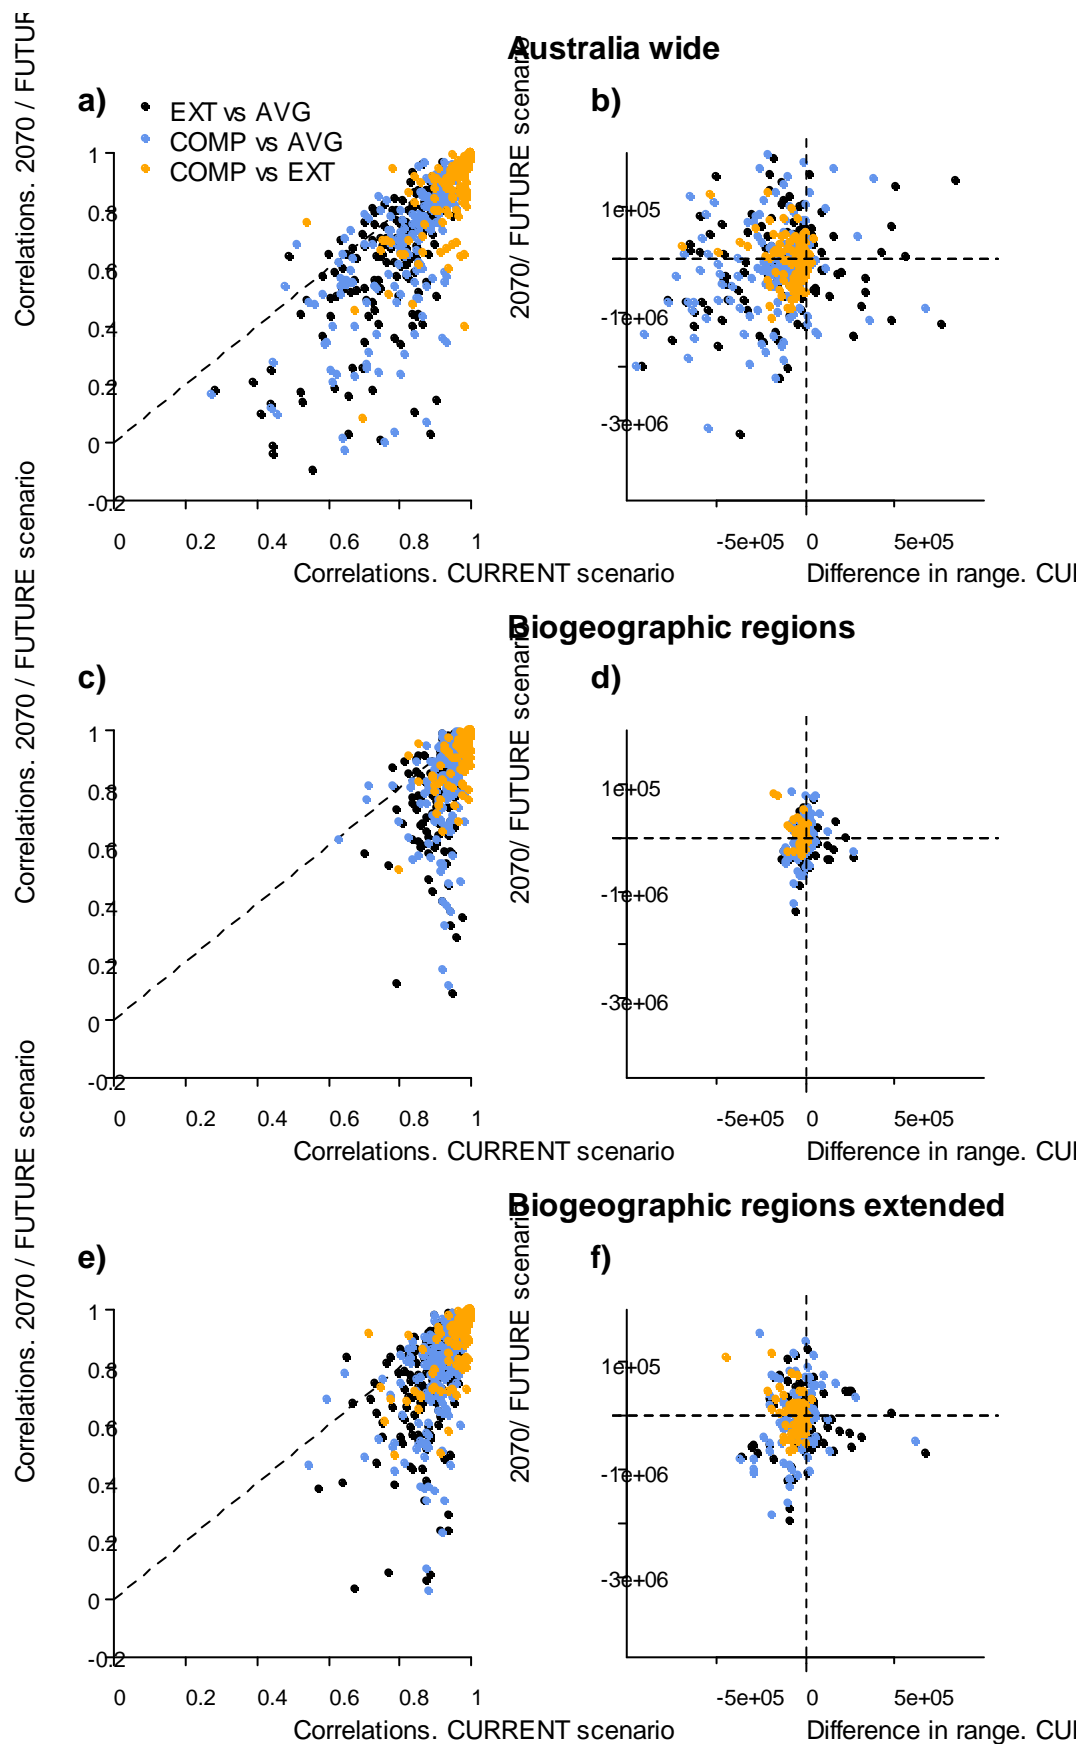 Australia wide
a)
EXT vs AVG
COMP vs AVG
COMP vs EXT
Correlations. 2070 / FUTUR
1
0.8
0.6
0.4
0.2
0
-0.2
0 0.2 0.4 0.6 0.8 1
Correlations. CURRENT scenario
b)
2070/ FUTURE scenario
1e+05
-1e+06
-3e+06
-5e+05 0 5e+05
Difference in range. CU
Biogeographic regions
c)
Correlations. 2070 / FUTURE scenario
1
0.8
0.6
0.4
0.2
0
-0.2
0 0.2 0.4 0.6 0.8 1
Correlations. CURRENT scenario
d)
2070/ FUTURE scenario
1e+05
-1e+06
-3e+06
-5e+05 0 5e+05
Difference in range. CU
Biogeographic regions extended
e)
Correlations. 2070 / FUTURE scenario
1
0.8
0.6
0.4
0.2
0
-0.2
0 0.2 0.4 0.6 0.8 1
Correlations. CURRENT scenario
f)
2070/ FUTURE scenario
1e+05
-1e+06
-3e+06
-5e+05 0 5e+05
Difference in range. CU